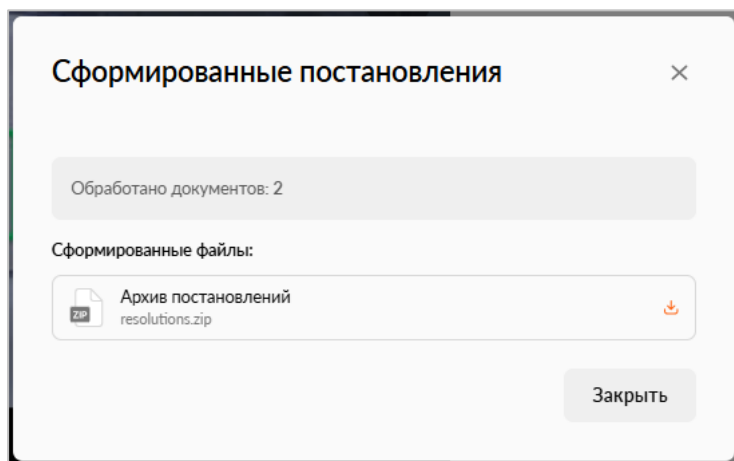 Сформированные постановления
Обработано документов: 2
Сформированные файлы:
Архив постановлений
ZIP
resolutions.zip
Закрыть